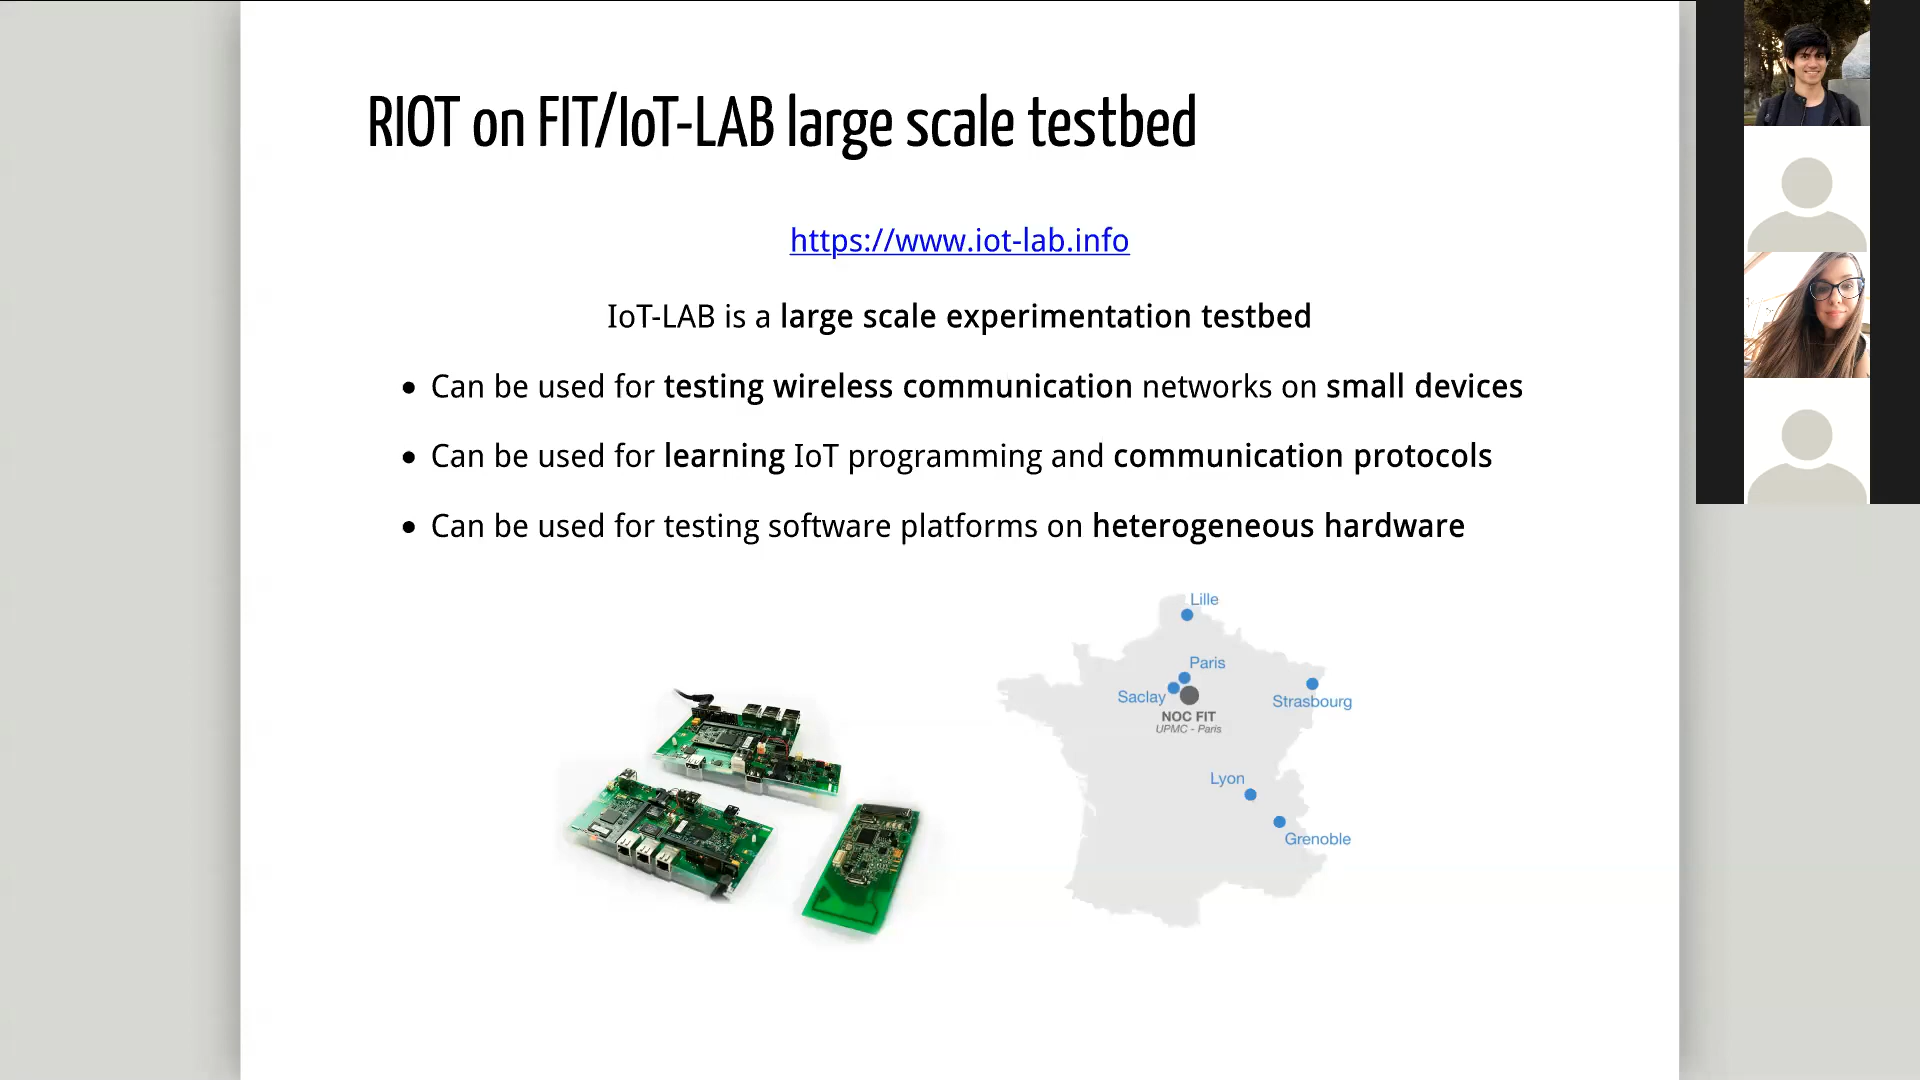 RIOT on FIT/IoT-LAB large scale testbed
https://www.iot-lab.info
IoT-LAB is a large scale experimentation testbed
Can be used for testing wireless communication networks on small devices
Can be used for learning IoT programming and communication protocols
Can be used for testing software platforms on heterogeneous hardware
Lille
Paris
Saclay
Strasbourg
NOC FIT
UPMC - Paris
Lyon
Grenoble